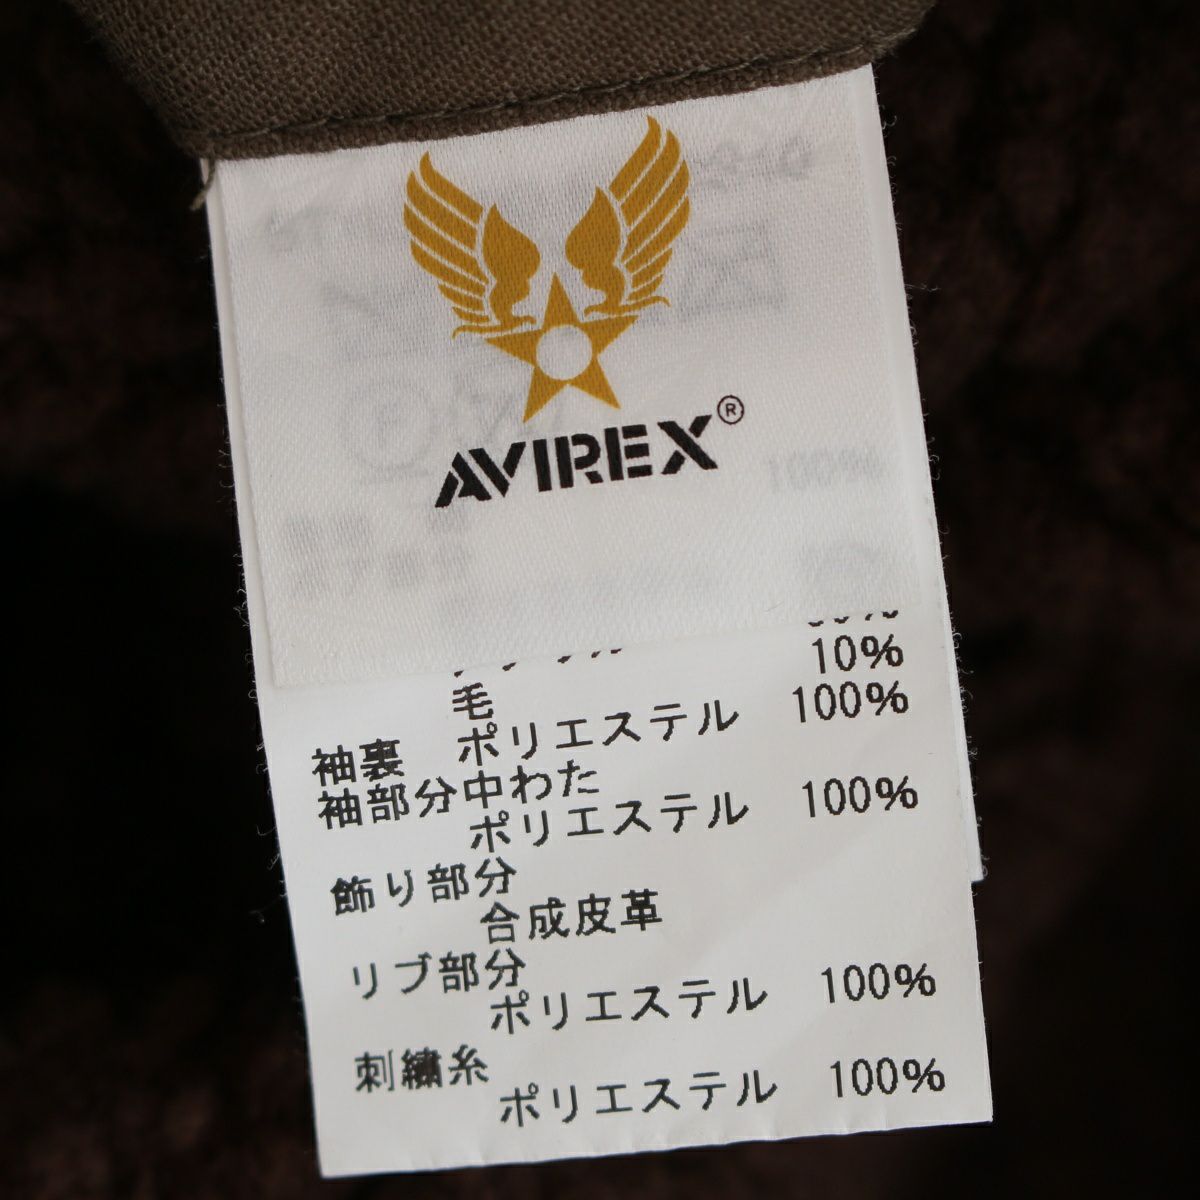 AVIREX®
10%
毛
袖裏 ポリエステル 100%
袖部分中わた
ポリエステル 100%
飾り部分
合成皮革
リブ部分
ポリエステル 100%
刺繍糸
ポリエステル 100%